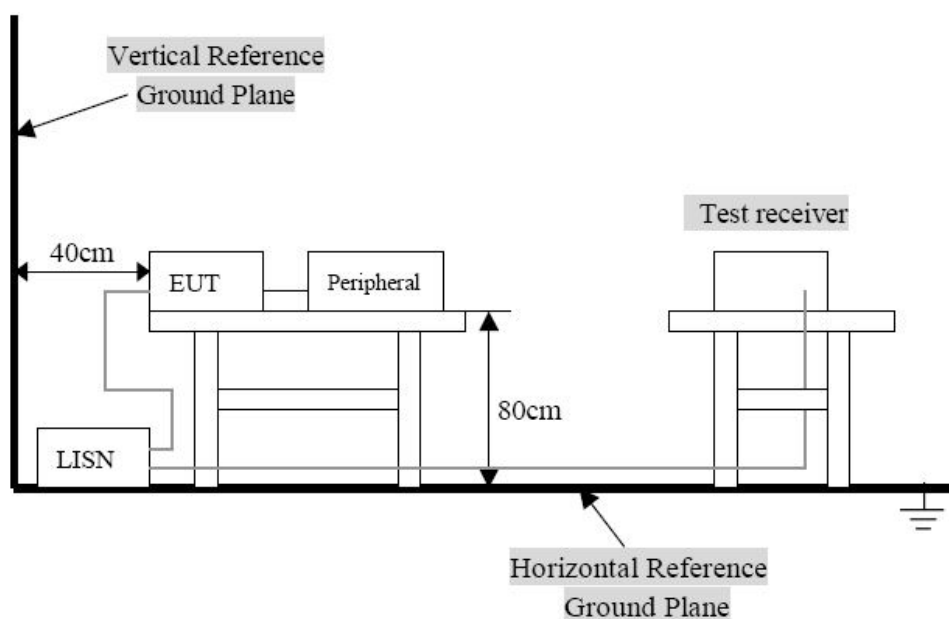 Vertical Reference
Ground Plane
Test receiver
40cm
EUT
Peripheral
80cm
LISN
Horizontal Reference
Ground Plane